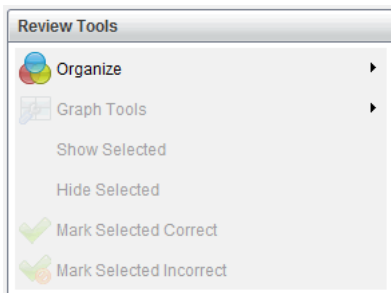 Review Tools
Organize
Graph Tools
Show Selected
Hide Selected
Mark Selected Correct
Mark Selected Incorrect